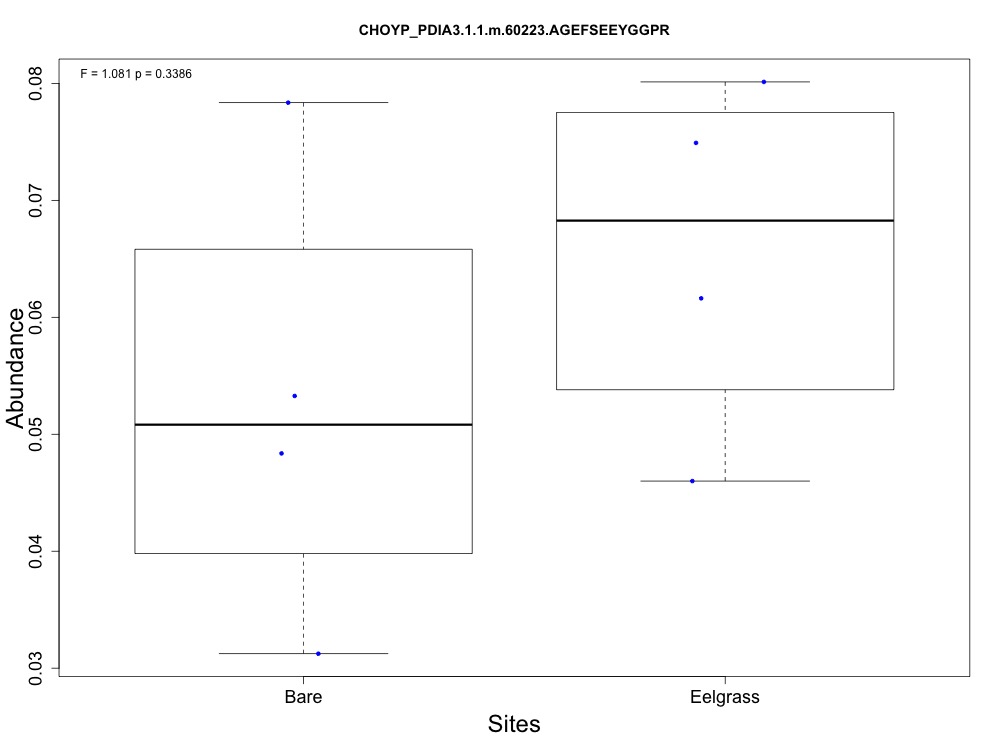 CHOYP_PDIA3.1.1.m.60223.AGEFSEEYGGPR
F = 1.081 p = 0.3386
0.08
0.07
0.06
0.05
0.04
0.03
Abundance
Bare
Eelgrass
Sites